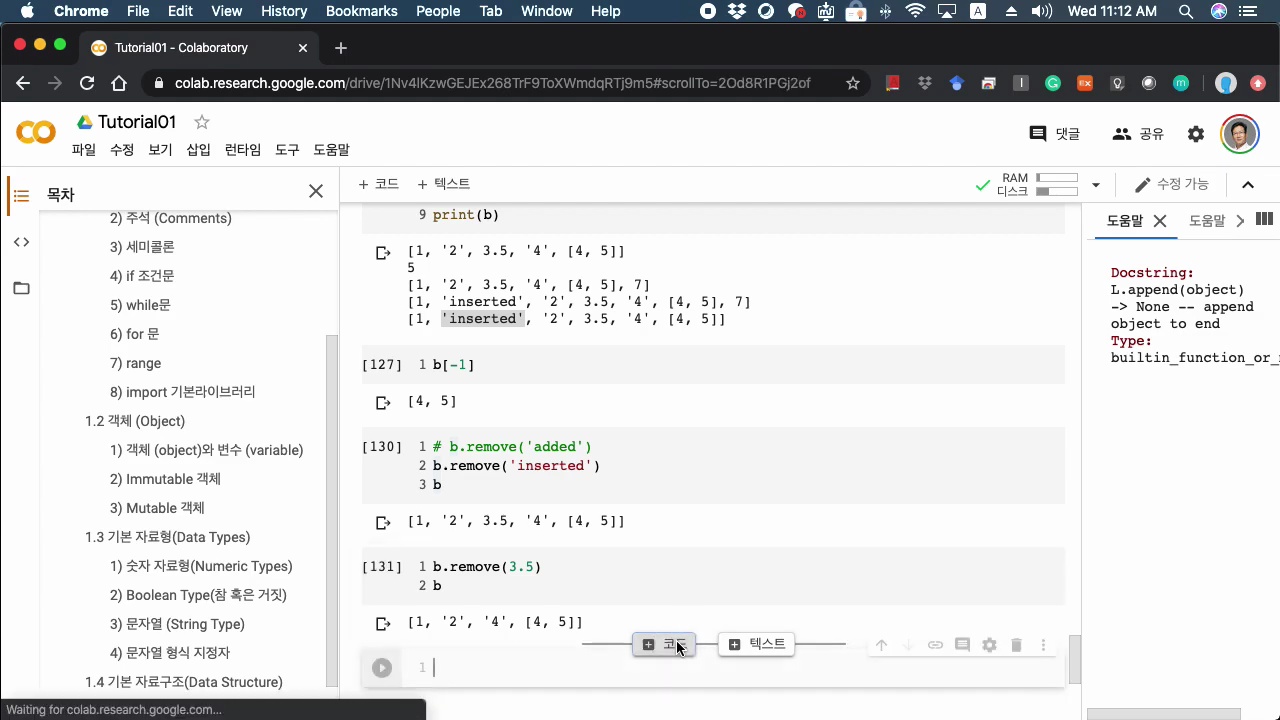 Chrome File Edit View History Bookmarks People Tab Window Help
A Wed 11:12 AM
Tutorial01 - Colaboratory
colab.research.google.com/drive/1Nv4lKzwGEJEx268TrF9ToXWmdqRTj9m5#scrollTo=2Od8R1PGj2of
Tutorial01
댓글 공유
파일 수정 보기 삽입 런타임 도구 도움말
목차
+ 코드 + 텍스트
RAM
디스크
수정 가능
2) 주석 (Comments)
3) 세미콜론
4) if 조건문
5) while문
6) for 문
7) range
8) import 기본라이브러리
1.2 객체 (Object)
1) 객체 (object)와 변수 (variable)
2) Immutable 객체
3) Mutable 객체
1.3 기본 자료형(Data Types)
1) 숫자 자료형(Numeric Types)
2) Boolean Type(참 혹은 거짓)
3) 문자열 (String Type)
4) 문자열 형식 지정자
1.4 기본 자료구조(Data Structure)
Waiting for colab.research.google.com...
9 print(b)
[1, '2', 3.5, '4', [4, 5]]
5
[1, '2', 3.5, '4', [4, 5], 7]
[1, 'inserted', '2', 3.5, '4', [4, 5], 7]
[1, 'inserted', '2', 3.5, '4', [4, 5]]
[127] 1 b[-1]
[4, 5]
[130] 1 # b.remove('added')
2 b.remove('inserted')
3 b
[1, '2', 3.5, '4', [4, 5]]
[131] 1 b.remove(3.5)
2 b
[1, '2', '4', [4, 5]]
코드 텍스트
1
도움말 도움말
Docstring:
L.append(object)
-> None -- append
object to end
Type:
builtin_function_or_